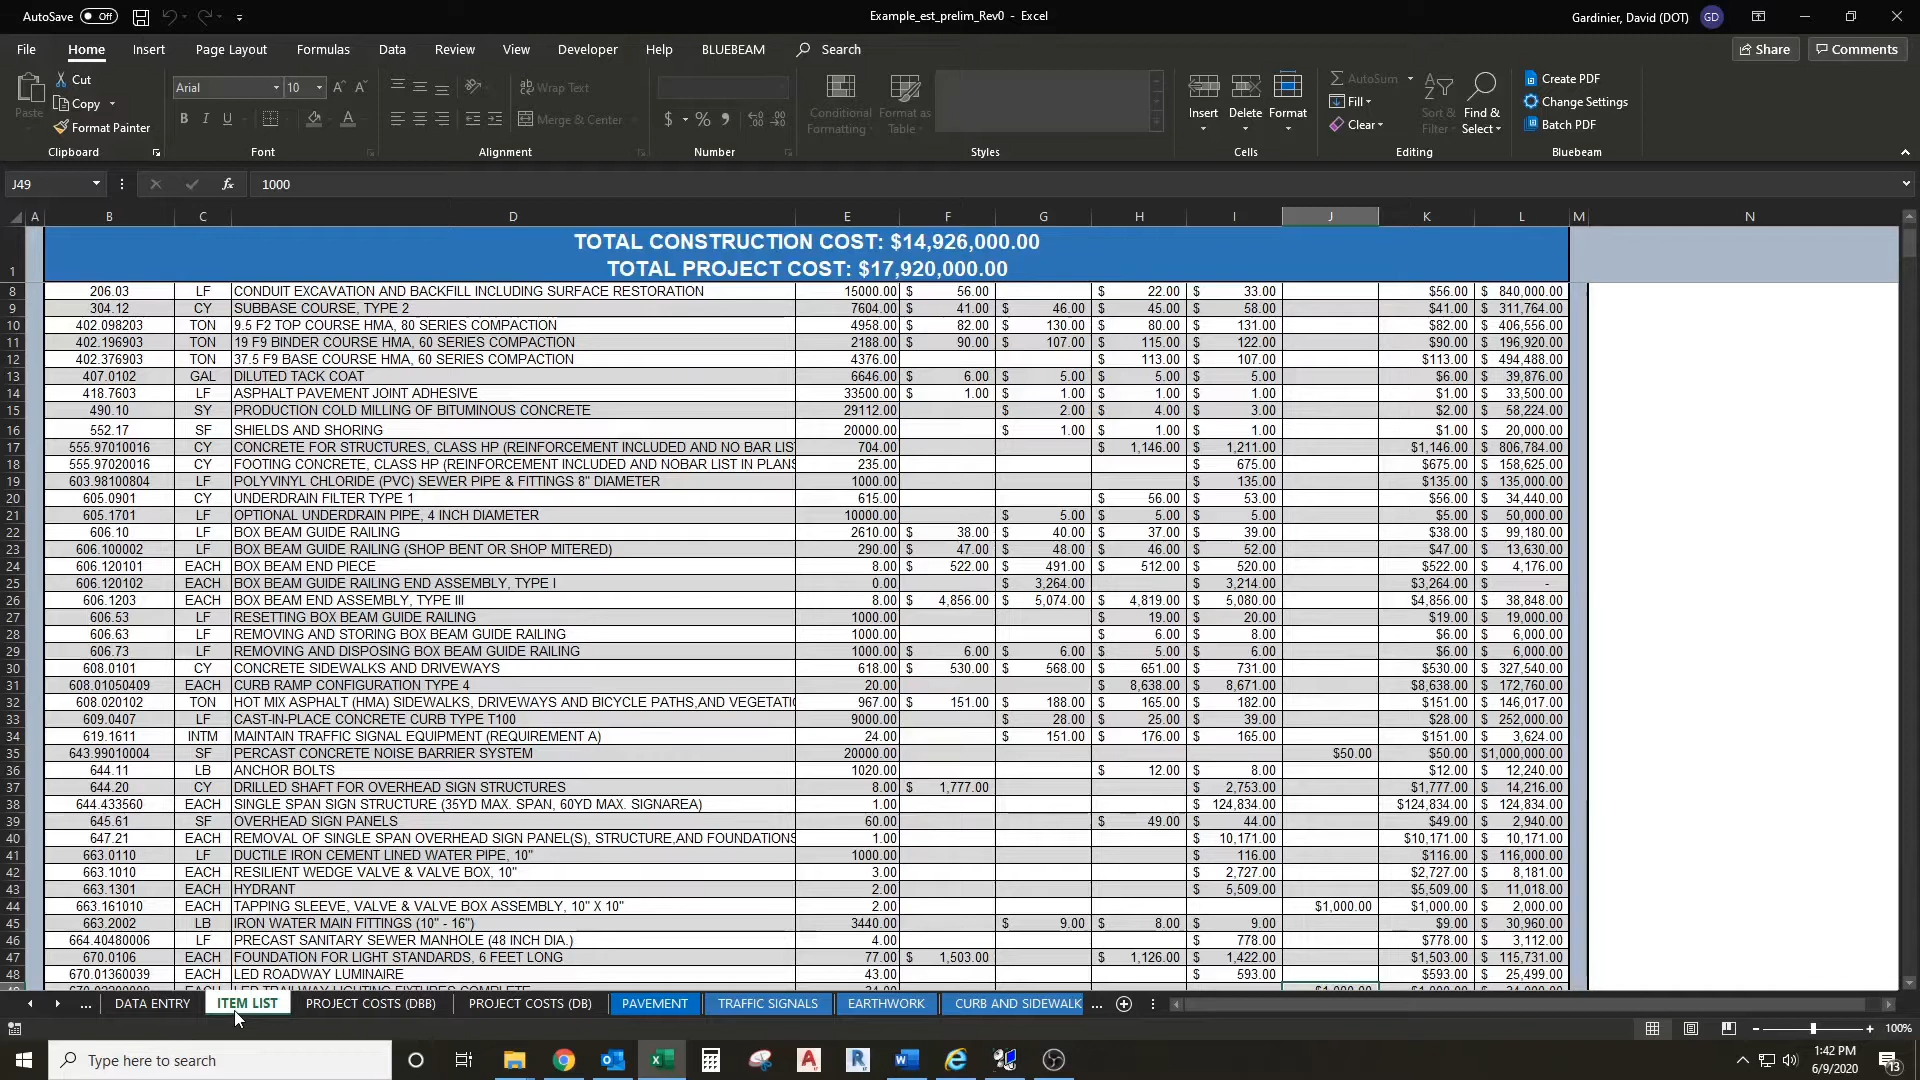 AutoSave Off Example_est_prelim_Rev0 - Excel Gardinier, David (DOT) GD
File Home Insert Page Layout Formulas Data Review View Developer Help BLUEBEAM Search Share Comments
Paste Cut Copy Format Painter Clipboard
Arial 10 B I U A Font
Wrap Text Merge & Center Alignment
$ % Number
Conditional Formatting Format as Table Styles
Insert Delete Format Cells
AutoSum Fill Clear Sort & Filter Find & Select Editing
Create PDF Change Settings Batch PDF Bluebeam
J49 fx 1000
A B C D E F G H I J K L M N
TOTAL CONSTRUCTION COST: $14,926,000.00
1 TOTAL PROJECT COST: $17,920,000.00
8 206.03 LF CONDUIT EXCAVATION AND BACKFILL INCLUDING SURFACE RESTORATION 15000.00 $ 56.00 $ 22.00 $ 33.00 $56.00 $ 840,000.00
9 304.12 CY SUBBASE COURSE, TYPE 2 7604.00 $ 41.00 $ 46.00 $ 45.00 $ 58.00 $41.00 $ 311,764.00
10 402.098203 TON 9.5 F2 TOP COURSE HMA, 80 SERIES COMPACTION 4958.00 $ 82.00 $ 130.00 $ 80.00 $ 131.00 $82.00 $ 406,556.00
11 402.196903 TON 19 F9 BINDER COURSE HMA, 60 SERIES COMPACTION 2188.00 $ 90.00 $ 107.00 $ 115.00 $ 122.00 $90.00 $ 196,920.00
12 402.376903 TON 37.5 F9 BASE COURSE HMA, 60 SERIES COMPACTION 4376.00 $ 113.00 $ 107.00 $113.00 $ 494,488.00
13 407.0102 GAL DILUTED TACK COAT 6646.00 $ 6.00 $ 5.00 $ 5.00 $ 5.00 $6.00 $ 39,876.00
14 418.7603 LF ASPHALT PAVEMENT JOINT ADHESIVE 33500.00 $ 1.00 $ 1.00 $ 1.00 $ 1.00 $1.00 $ 33,500.00
15 490.10 SY PRODUCTION COLD MILLING OF BITUMINOUS CONCRETE 29112.00 $ 2.00 $ 4.00 $ 3.00 $2.00 $ 58,224.00
16 552.17 SF SHIELDS AND SHORING 20000.00 $ 1.00 $ 1.00 $ 1.00 $1.00 $ 20,000.00
17 555.97010016 CY CONCRETE FOR STRUCTURES, CLASS HP (REINFORCEMENT INCLUDED AND NO BAR LIS 704.00 $ 1,146.00 $ 1,211.00 $1,146.00 $ 806,784.00
18 555.97020016 CY FOOTING CONCRETE, CLASS HP (REINFORCEMENT INCLUDED AND NOBAR LIST IN PLANS 235.00 $ 675.00 $675.00 $ 158,625.00
19 603.98100804 LF POLYVINYL CHLORIDE (PVC) SEWER PIPE & FITTINGS 8" DIAMETER 1000.00 $ 135.00 $135.00 $ 135,000.00
20 605.0901 CY UNDERDRAIN FILTER TYPE 1 615.00 $ 56.00 $ 53.00 $56.00 $ 34,440.00
21 605.1701 LF OPTIONAL UNDERDRAIN PIPE, 4 INCH DIAMETER 10000.00 $ 5.00 $ 5.00 $ 5.00 $5.00 $ 50,000.00
22 606.10 LF BOX BEAM GUIDE RAILING 2610.00 $ 38.00 $ 40.00 $ 37.00 $ 39.00 $38.00 $ 99,180.00
23 606.100002 LF BOX BEAM GUIDE RAILING (SHOP BENT OR SHOP MITERED) 290.00 $ 47.00 $ 48.00 $ 46.00 $ 52.00 $47.00 $ 13,630.00
24 606.120101 EACH BOX BEAM END PIECE 8.00 $ 522.00 $ 491.00 $ 512.00 $ 520.00 $522.00 $ 4,176.00
25 606.120102 EACH BOX BEAM GUIDE RAILING END ASSEMBLY, TYPE I 0.00 $ 3,264.00 $ 3,214.00 $3,264.00 $ -
26 606.1203 EACH BOX BEAM END ASSEMBLY, TYPE III 8.00 $ 4,856.00 $ 5,074.00 $ 4,819.00 $ 5,080.00 $4,856.00 $ 38,848.00
27 606.53 LF RESETTING BOX BEAM GUIDE RAILING 1000.00 $ 19.00 $ 20.00 $19.00 $ 19,000.00
28 606.63 LF REMOVING AND STORING BOX BEAM GUIDE RAILING 1000.00 $ 6.00 $ 8.00 $6.00 $ 6,000.00
29 606.73 LF REMOVING AND DISPOSING BOX BEAM GUIDE RAILING 1000.00 $ 6.00 $ 6.00 $ 5.00 $ 6.00 $6.00 $ 6,000.00
30 608.0101 CY CONCRETE SIDEWALKS AND DRIVEWAYS 618.00 $ 530.00 $ 568.00 $ 651.00 $ 731.00 $530.00 $ 327,540.00
31 608.01050409 EACH CURB RAMP CONFIGURATION TYPE 4 20.00 $ 8,638.00 $ 8,671.00 $8,638.00 $ 172,760.00
32 608.020102 TON HOT MIX ASPHALT (HMA) SIDEWALKS, DRIVEWAYS AND BICYCLE PATHS,AND VEGETATI 967.00 $ 151.00 $ 188.00 $ 165.00 $ 182.00 $151.00 $ 146,017.00
33 609.0407 LF CAST-IN-PLACE CONCRETE CURB TYPE T100 9000.00 $ 28.00 $ 25.00 $ 39.00 $28.00 $ 252,000.00
34 619.1611 INTM MAINTAIN TRAFFIC SIGNAL EQUIPMENT (REQUIREMENT A) 24.00 $ 151.00 $ 176.00 $ 165.00 $151.00 $ 3,624.00
35 643.99010004 SF PERCAST CONCRETE NOISE BARRIER SYSTEM 20000.00 $50.00 $50.00 $1,000,000.00
36 644.11 LB ANCHOR BOLTS 1020.00 $ 12.00 $ 8.00 $12.00 $ 12,240.00
37 644.20 CY DRILLED SHAFT FOR OVERHEAD SIGN STRUCTURES 8.00 $ 1,777.00 $ 2,753.00 $1,777.00 $ 14,216.00
38 644.433560 EACH SINGLE SPAN SIGN STRUCTURE (35YD MAX. SPAN, 60YD MAX. SIGNAREA) 1.00 $ 124,834.00 $124,834.00 $ 124,834.00
39 645.61 SF OVERHEAD SIGN PANELS 60.00 $ 49.00 $ 44.00 $49.00 $ 2,940.00
40 647.21 EACH REMOVAL OF SINGLE SPAN OVERHEAD SIGN PANEL(S), STRUCTURE,AND FOUNDATIONS 1.00 $ 10,171.00 $10,171.00 $ 10,171.00
41 663.0110 LF DUCTILE IRON CEMENT LINED WATER PIPE, 10" 1000.00 $ 116.00 $116.00 $ 116,000.00
42 663.1010 EACH RESILIENT WEDGE VALVE & VALVE BOX, 10" 3.00 $ 2,727.00 $2,727.00 $ 8,181.00
43 663.1301 EACH HYDRANT 2.00 $ 5,509.00 $5,509.00 $ 11,018.00
44 663.161010 EACH TAPPING SLEEVE, VALVE & VALVE BOX ASSEMBLY, 10" X 10" 2.00 $1,000.00 $1,000.00 $ 2,000.00
45 663.2002 LB IRON WATER MAIN FITTINGS (10" - 16") 3440.00 $ 9.00 $ 8.00 $ 9.00 $9.00 $ 30,960.00
46 664.40480006 LF PRECAST SANITARY SEWER MANHOLE (48 INCH DIA.) 4.00 $ 778.00 $778.00 $ 3,112.00
47 670.0106 EACH FOUNDATION FOR LIGHT STANDARDS, 6 FEET LONG 77.00 $ 1,503.00 $ 1,126.00 $ 1,422.00 $1,503.00 $ 115,731.00
48 670.01360039 EACH LED ROADWAY LUMINAIRE 43.00 $ 593.00 $593.00 $ 25,499.00
... DATA ENTRY ITEM LIST PROJECT COSTS (DBB) PROJECT COSTS (DB) PAVEMENT TRAFFIC SIGNALS EARTHWORK CURB AND SIDEWALK ...
100%
Type here to search 1:42 PM
6/9/2020 13